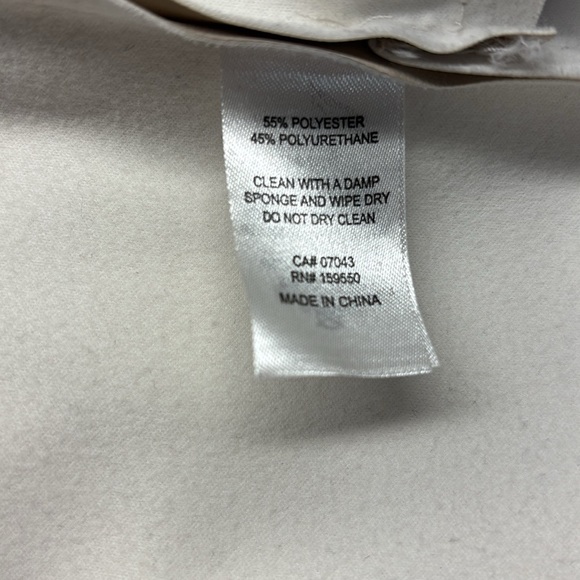 55% POLYESTER
45% POLYURETHANE
CLEAN WITH A DAMP
SPONGE AND WIPE DRY
DO NOT DRY CLEAN
CA# 07043
RN# 159550
MADE IN CHINA